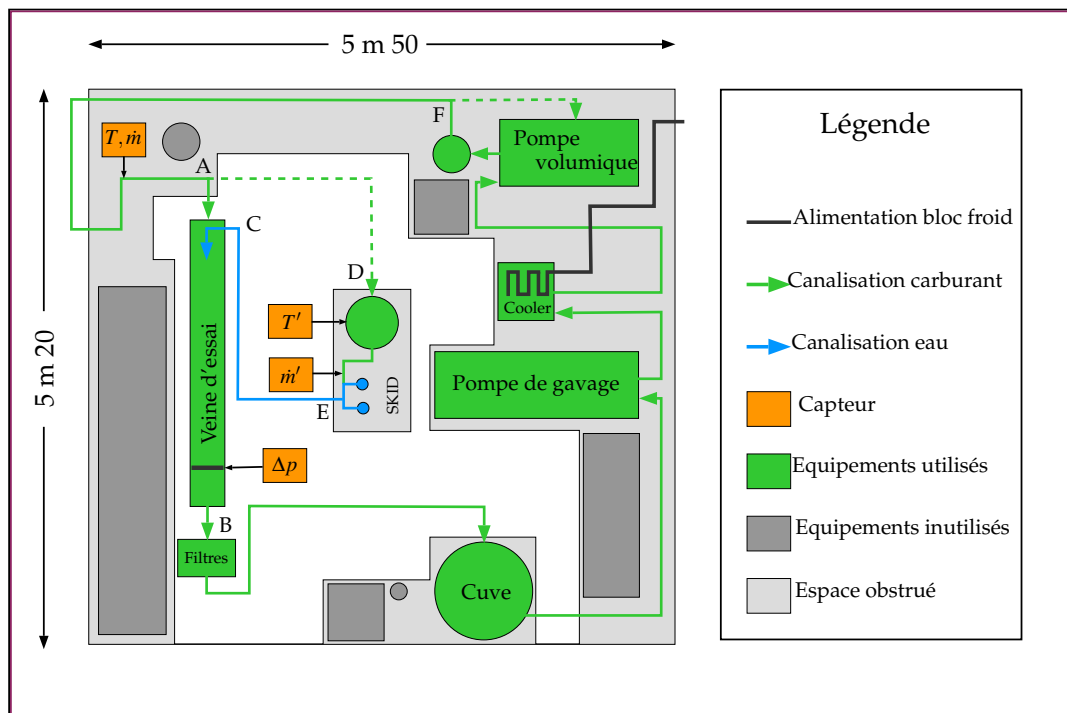 5 m 50
5 m 20
T, ṁ
A
F
Pompe
volumique
C
D
T′
ṁ′
E
SKID
Veine d'essai
Δp
B
Filtres
Cooler
Pompe de gavage
Cuve
Légende
Alimentation bloc froid
Canalisation carburant
Canalisation eau
Capteur
Equipements utilisés
Equipements inutilisés
Espace obstrué